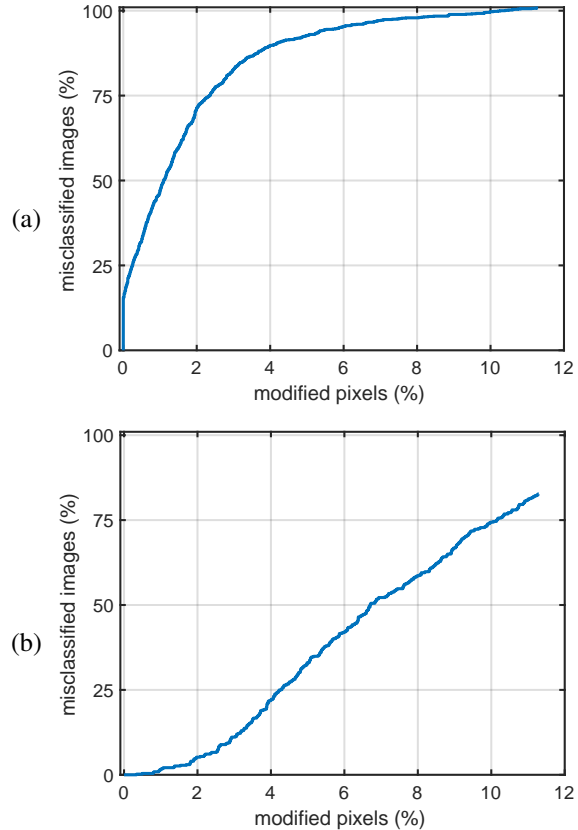 (a)
misclassified images (%)
100
75
50
25
0
0 2 4 6 8 10 12
modified pixels (%)
(b)
misclassified images (%)
100
75
50
25
0
0 2 4 6 8 10 12
modified pixels (%)